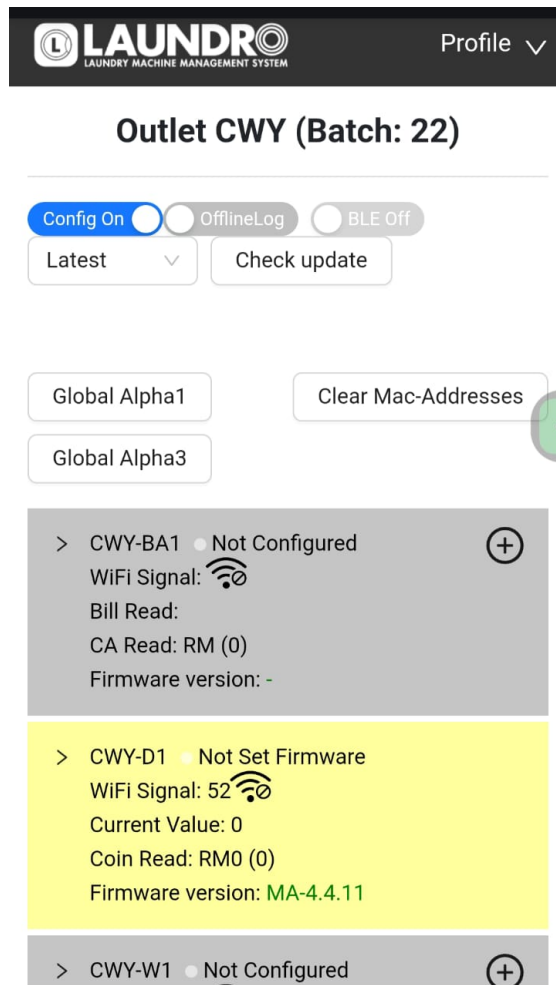 LAUNDRO
LAUNDRY MACHINE MANAGEMENT SYSTEM
Profile
Outlet CWY (Batch: 22)
Config On
OfflineLog
BLE Off
Latest
Check update
Global Alpha1
Clear Mac-Addresses
Global Alpha3
CWY-BA1 Not Configured
WiFi Signal:
Bill Read:
CA Read: RM (0)
Firmware version: -
CWY-D1 Not Set Firmware
WiFi Signal: 52
Current Value: 0
Coin Read: RM0 (0)
Firmware version: MA-4.4.11
CWY-W1 Not Configured